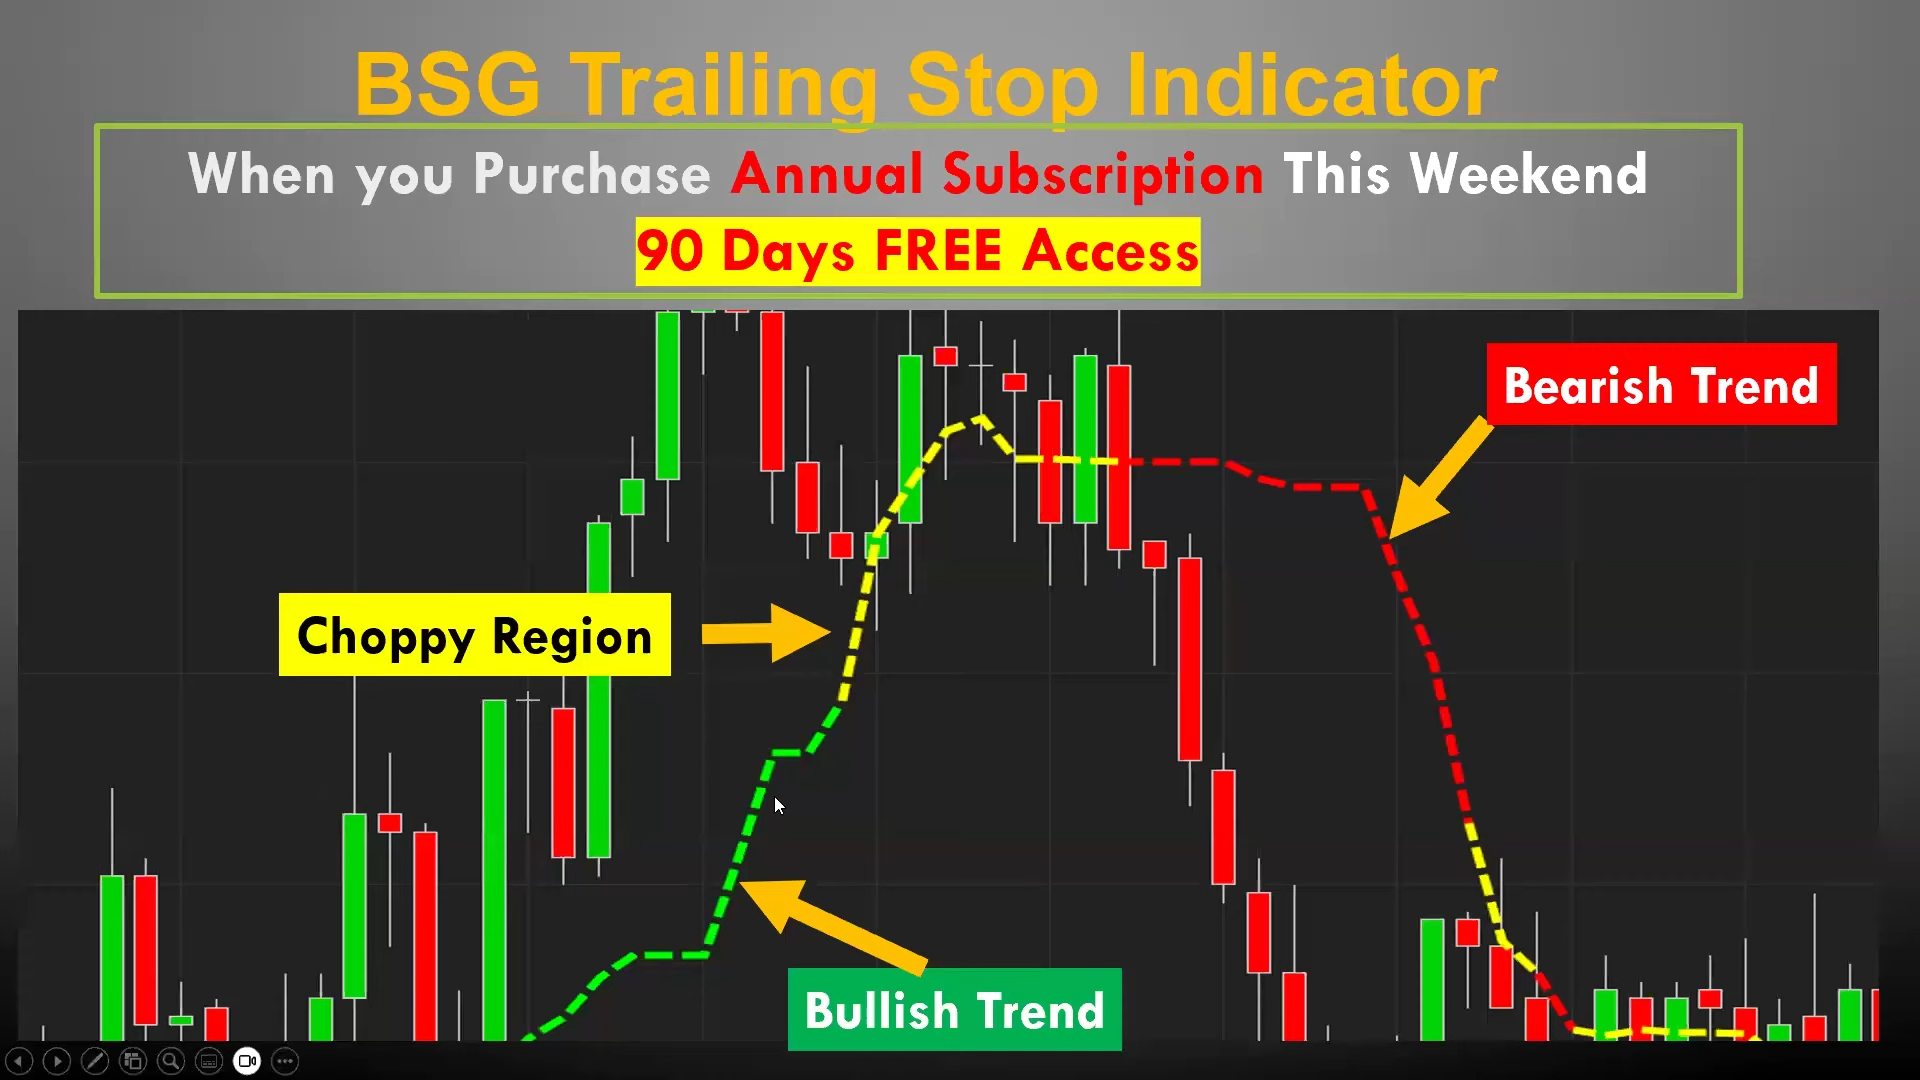 BSG Trailing Stop Indicator
When you Purchase Annual Subscription This Weekend
90 Days FREE Access
Bearish Trend
Choppy Region
Bullish Trend